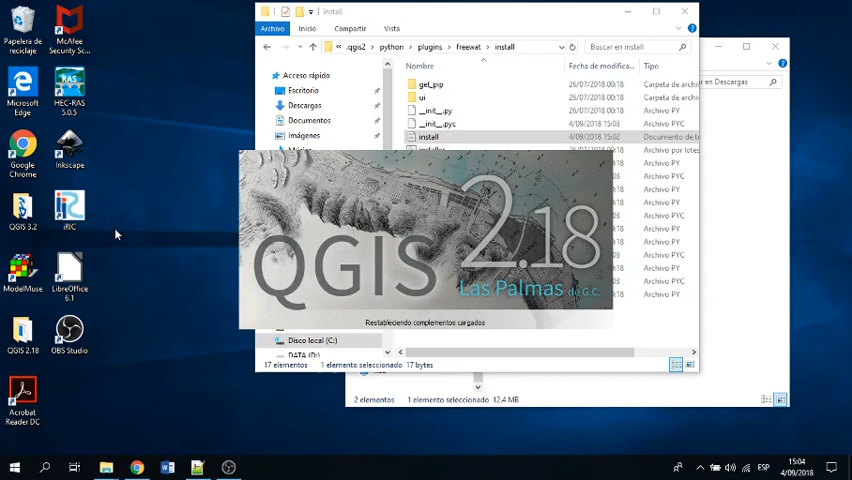 Papelera de
reciclaje
McAfee
Security Sc...
Microsoft
Edge
HEC-RAS
5.0.5
Google
Chrome
Inkscape
QGIS 3.2
iRIC
ModelMuse
LibreOffice
6.1
QGIS 2.18
OBS Studio
Acrobat
Reader DC
install
Archivo
Inicio
Compartir
Vista
« .qgis2 > python > plugins > freewat > install
Buscar en install
Acceso rápido
Escritorio
Descargas
Documentos
Imágenes
Disco local (C:)
DATA (D:)
Nombre
Fecha de modifica...
Tipo
get_pip
26/07/2018 00:18
Carpeta de archiv
ui
26/07/2018 00:18
Carpeta de archiv
__init__.py
26/07/2018 00:18
Archivo PY
__init__.pyc
4/09/2018 15:03
Archivo PYC
install
4/09/2018 15:02
Documento de te
Archivo por lotes
Archivo PY
Archivo PY
Archivo PYC
Archivo PY
Archivo PYC
Archivo PY
Archivo PYC
Archivo PY
Archivo PYC
Archivo PY
17 elementos
1 elemento seleccionado 17 bytes
en Descargas
2 elementos
1 elemento seleccionado 12.4 MB
QGIS
2.18
Las Palmas de G.C.
Restableciendo complementos cargados
ESP
15:04
4/09/2018